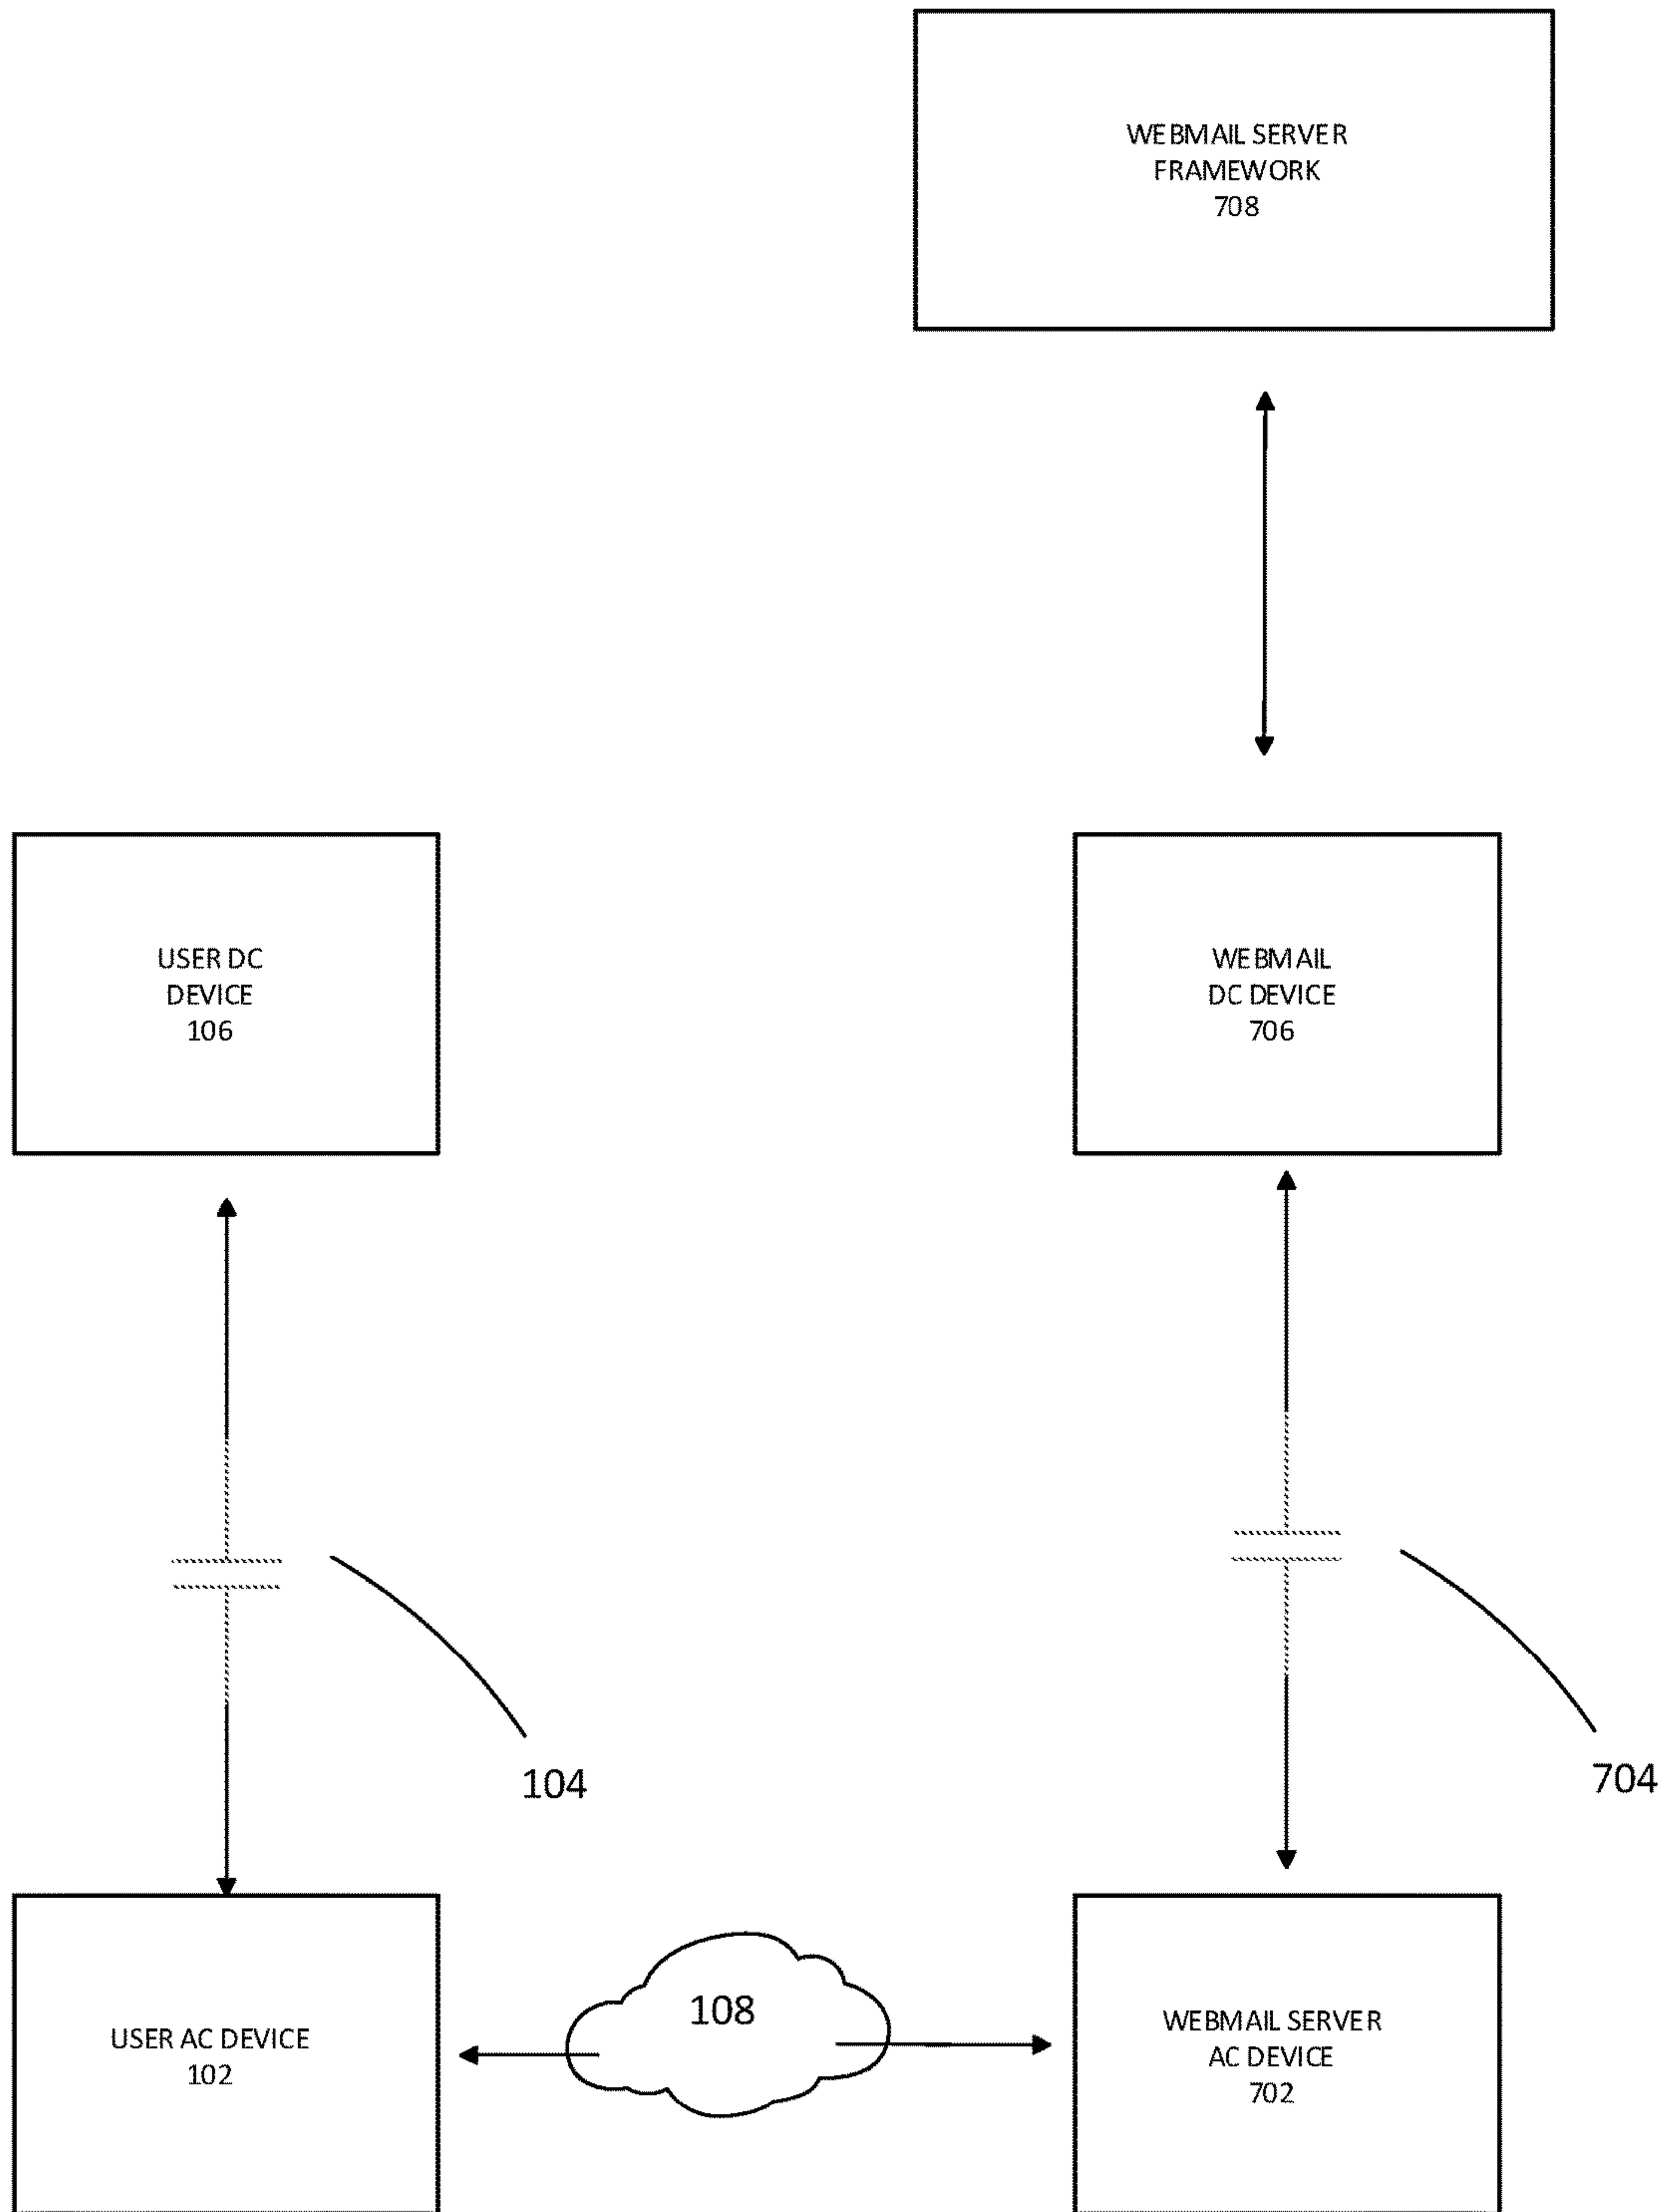 WEBMAIL SERVER
FRAMEWORK
708
USER DC
DEVICE
106
WEBMAIL
DC DEVICE
706
104
704
108
USER AC DEVICE
102
WEBMAIL SERVER
AC DEVICE
702